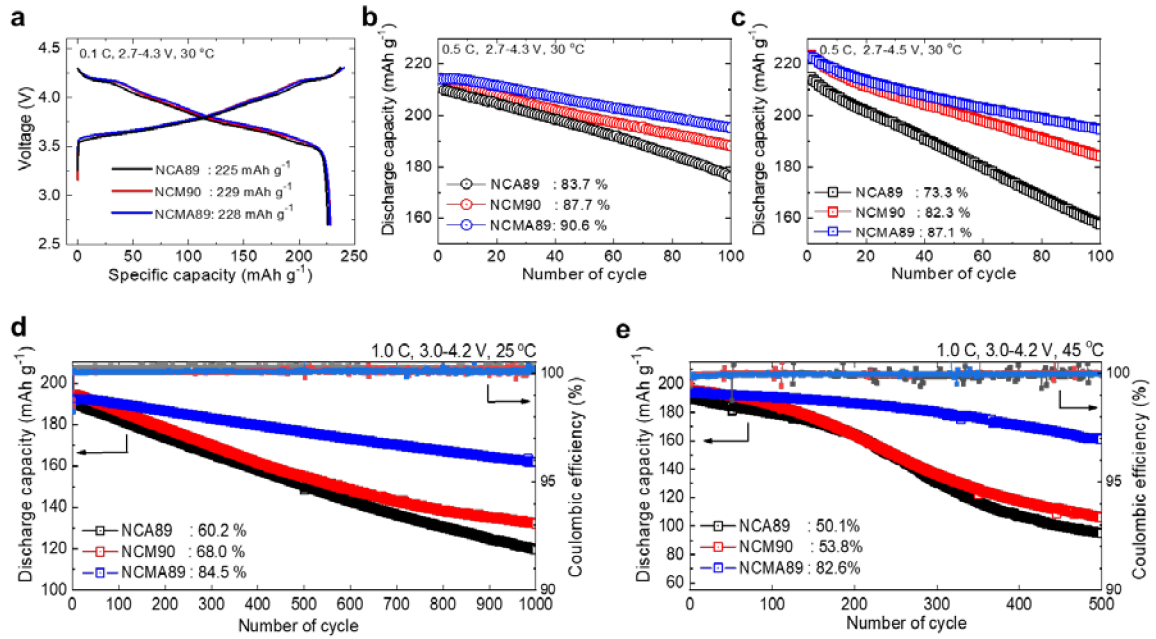 a
0.1 C, 2.7-4.3 V, 30 °C
4.5
4.0
3.5
3.0
2.5
Voltage (V)
NCA89 : 225 mAh g⁻¹
NCM90 : 229 mAh g⁻¹
NCMA89: 228 mAh g⁻¹
0 50 100 150 200 250
Specific capacity (mAh g⁻¹)
b
0.5 C, 2.7-4.3 V, 30 °C
220
200
180
160
Discharge capacity (mAh g⁻¹)
NCA89 : 83.7 %
NCM90 : 87.7 %
NCMA89: 90.6 %
0 20 40 60 80 100
Number of cycle
c
0.5 C, 2.7-4.5 V, 30 °C
220
200
180
160
Discharge capacity (mAh g⁻¹)
NCA89 : 73.3 %
NCM90 : 82.3 %
NCMA89 : 87.1 %
0 20 40 60 80 100
Number of cycle
d
1.0 C, 3.0-4.2 V, 25 °C
200
180
160
140
120
100
Discharge capacity (mAh g⁻¹)
100
95
90
Coulombic efficiency (%)
NCA89 : 60.2 %
NCM90 : 68.0 %
NCMA89 : 84.5 %
0 100 200 300 400 500 600 700 800 900 1000
Number of cycle
e
1.0 C, 3.0-4.2 V, 45 °C
200
180
160
140
120
100
80
60
Discharge capacity (mAh g⁻¹)
100
95
90
Coulombic efficiency (%)
NCA89 : 50.1%
NCM90 : 53.8%
NCMA89 : 82.6%
0 100 200 300 400 500
Number of cycle